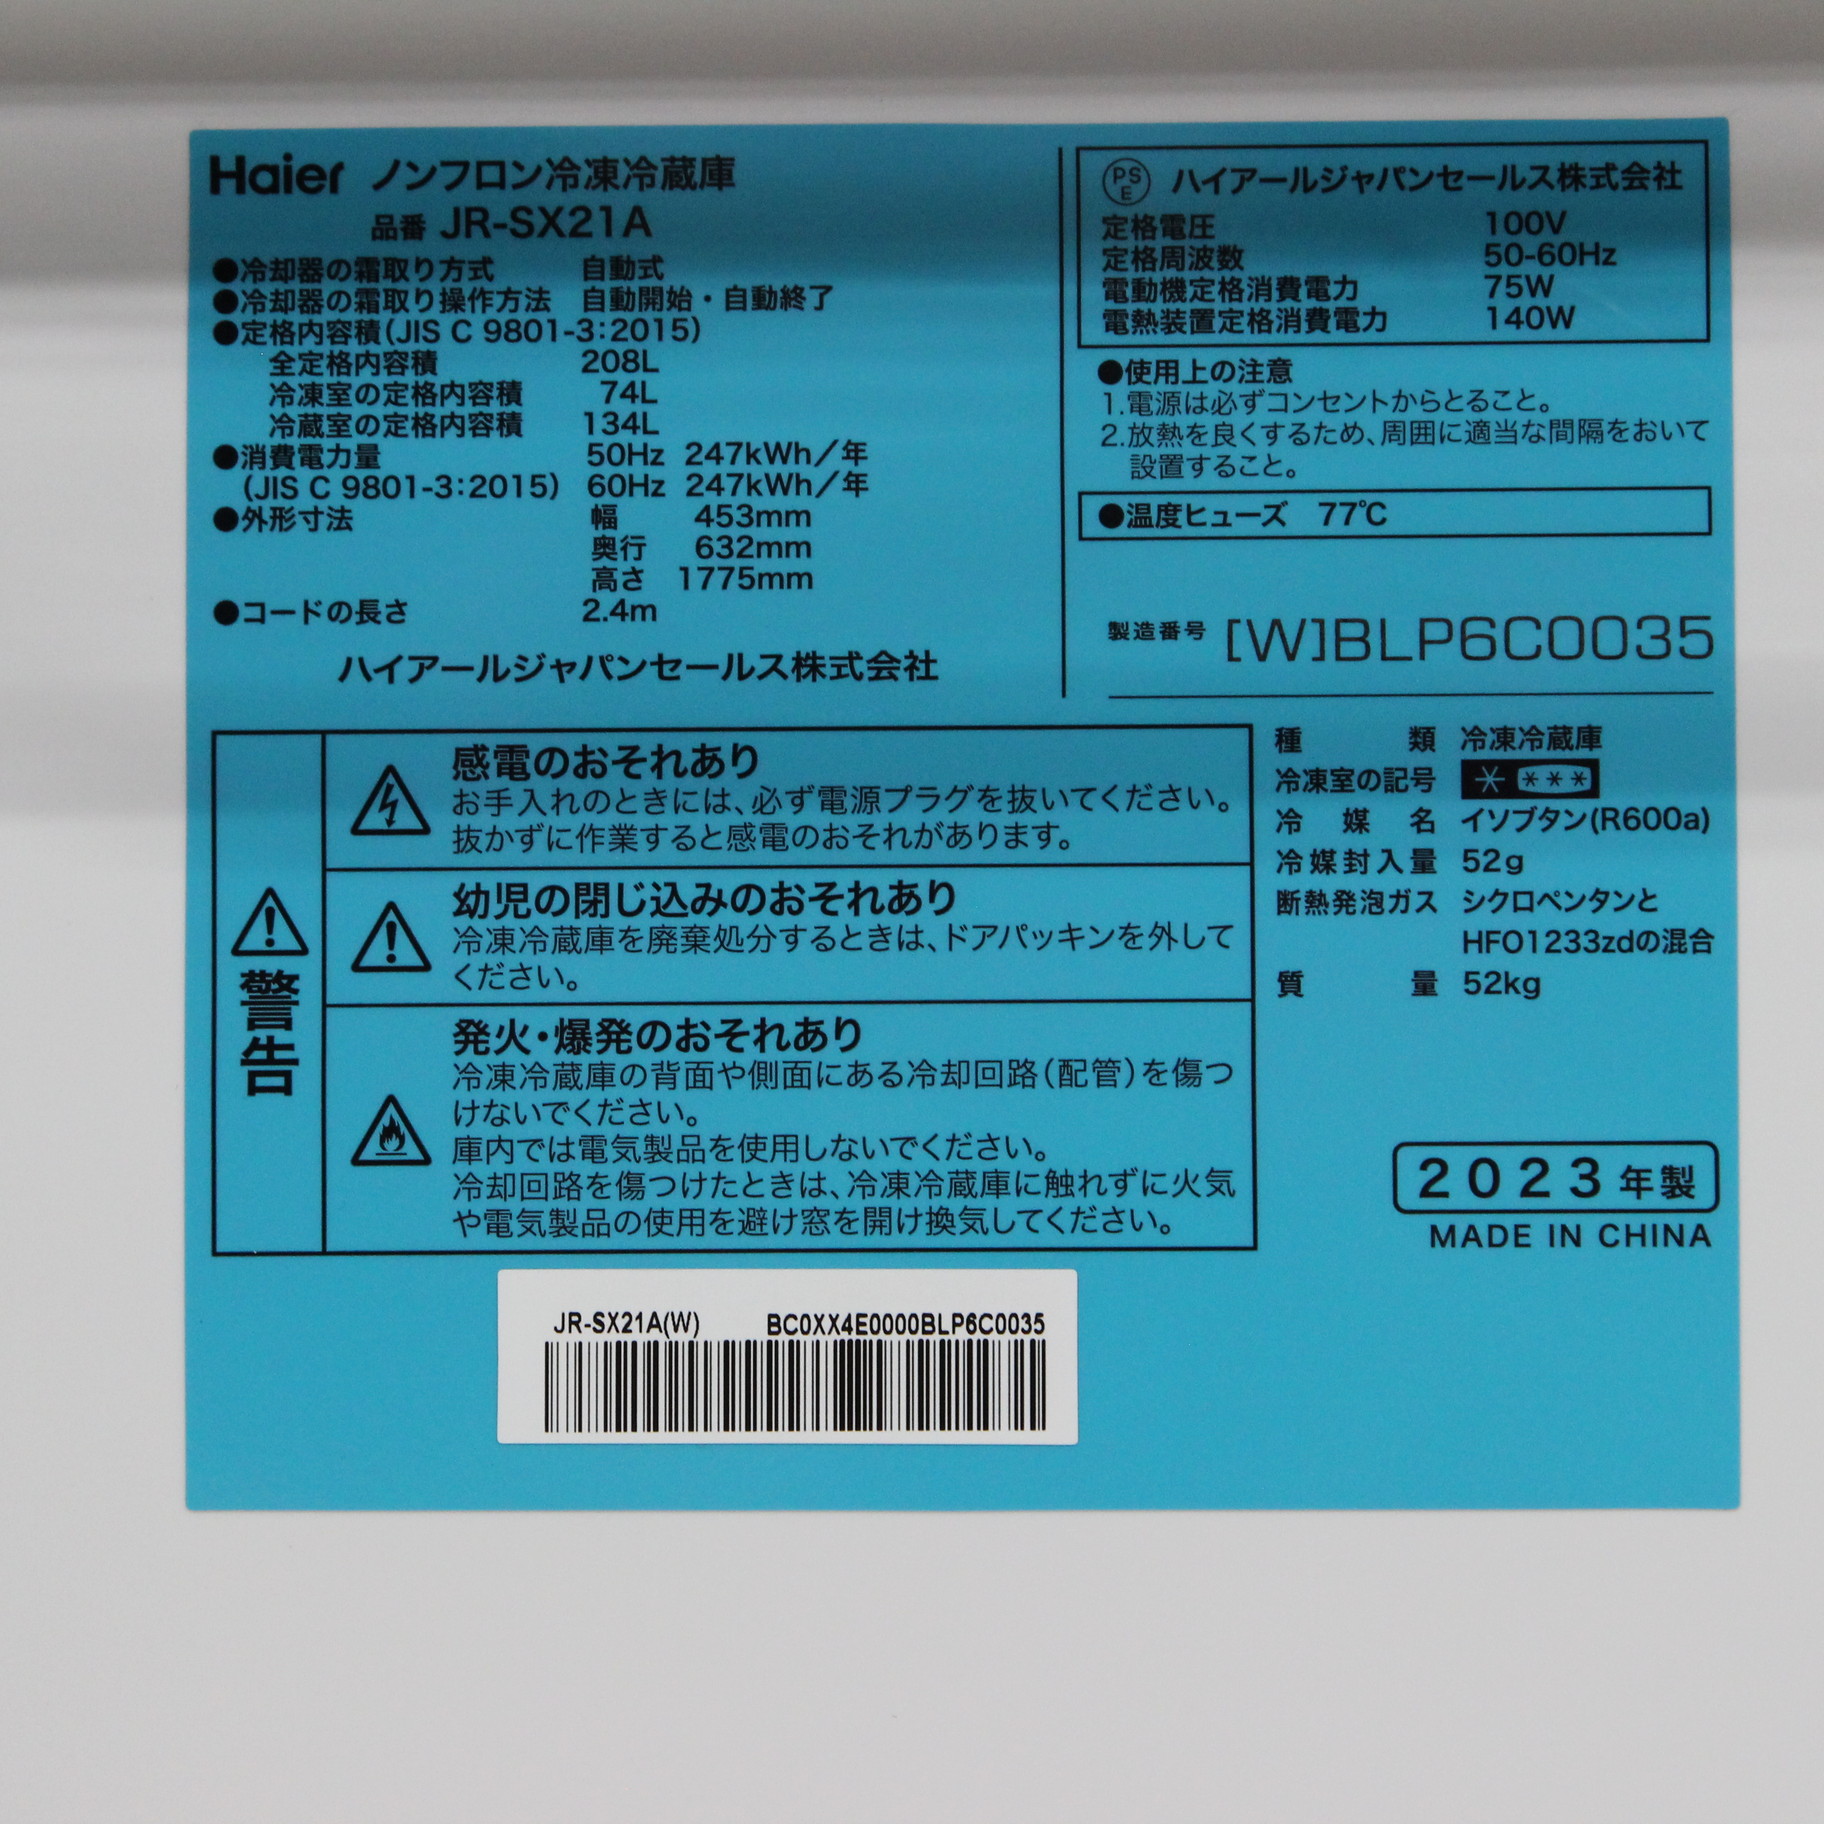 Haier ノンフロン冷凍冷蔵庫
品番 JR-SX21A
●冷却器の霜取り方式 自動式
●冷却器の霜取り操作方法 自動開始・自動終了
●定格内容積(JIS C 9801-3:2015)
全定格内容積 208L
冷凍室の定格内容積 74L
冷蔵室の定格内容積 134L
●消費電力量 50Hz 247kWh/年
(JIS C 9801-3:2015) 60Hz 247kWh/年
●外形寸法 幅 453mm
奥行 632mm
高さ 1775mm
●コードの長さ 2.4m
ハイアールジャパンセールス株式会社
PSE ハイアールジャパンセールス株式会社
定格電圧 100V
定格周波数 50-60Hz
電動機定格消費電力 75W
電熱装置定格消費電力 140W
●使用上の注意
1.電源は必ずコンセントからとること。
2.放熱を良くするため、周囲に適当な間隔をおいて
設置すること。
●温度ヒューズ 77℃
製造番号 [W]BLP6C0035
警告
感電のおそれあり
お手入れのときには、必ず電源プラグを抜いてください。
抜かずに作業すると感電のおそれがあります。
幼児の閉じ込みのおそれあり
冷凍冷蔵庫を廃棄処分するときは、ドアパッキンを外して
ください。
発火・爆発のおそれあり
冷凍冷蔵庫の背面や側面にある冷却回路(配管)を傷つ
けないでください。
庫内では電気製品を使用しないでください。
冷却回路を傷つけたときは、冷凍冷蔵庫に触れずに火気
や電気製品の使用を避け窓を開け換気してください。
種類 冷凍冷蔵庫
冷凍室の記号 * ***
冷媒名 イソブタン(R600a)
冷媒封入量 52g
断熱発泡ガス シクロペンタンと
HFO1233zdの混合
質量 52kg
2023年製
MADE IN CHINA
JR-SX21A(W) BC0XX4E0000BLP6C0035